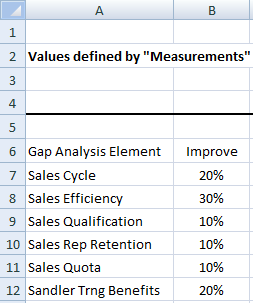 A B
1
2 Values defined by "Measurements"
3
4
5
6 Gap Analysis Element Improve
7 Sales Cycle 20%
8 Sales Efficiency 30%
9 Sales Qualification 10%
10 Sales Rep Retention 10%
11 Sales Quota 10%
12 Sandler Trng Benefits 20%